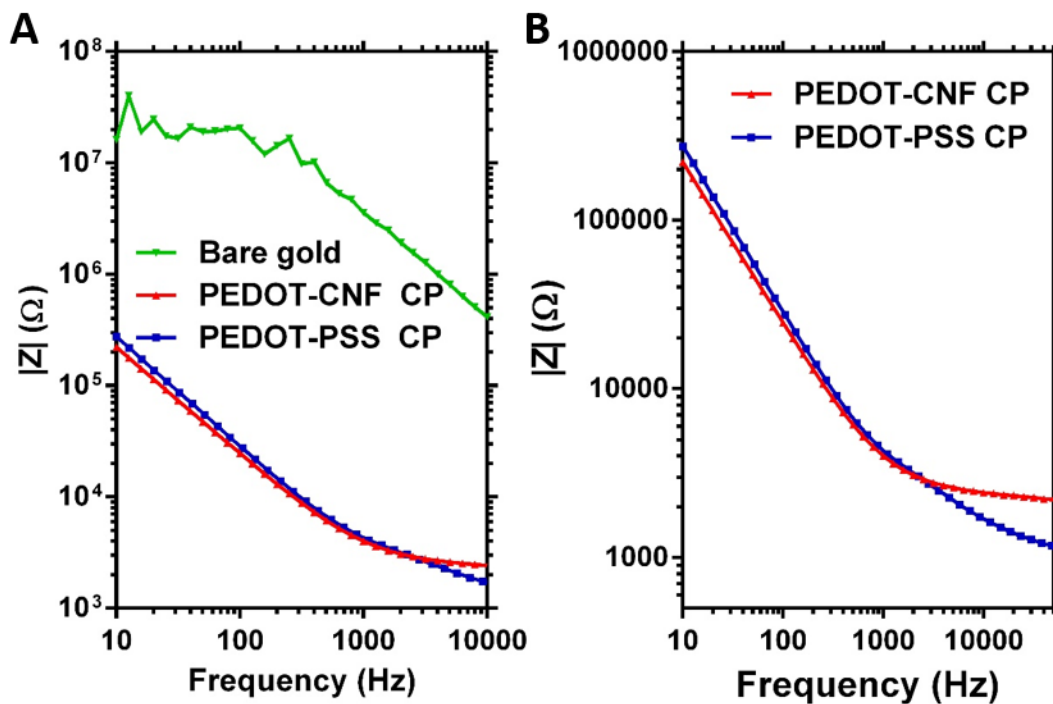 A
|Z| (Ω)
10⁸
10⁷
10⁶
10⁵
10⁴
10³
Bare gold
PEDOT-CNF CP
PEDOT-PSS CP
10 100 1000 10000
Frequency (Hz)
B
|Z| (Ω)
1000000
100000
10000
1000
PEDOT-CNF CP
PEDOT-PSS CP
10 100 1000 10000
Frequency (Hz)